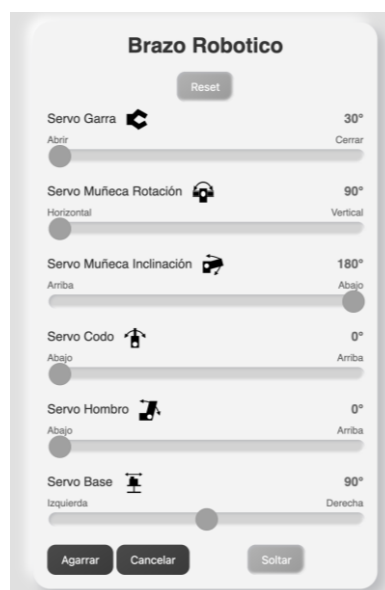 Brazo Robotico
Reset
Servo Garra 30°
Abrir Cerrar
Servo Muñeca Rotación 90°
Horizontal Vertical
Servo Muñeca Inclinación 180°
Arriba Abajo
Servo Codo 0°
Abajo Arriba
Servo Hombro 0°
Abajo Arriba
Servo Base 90°
Izquierda Derecha
Agarrar Cancelar Soltar